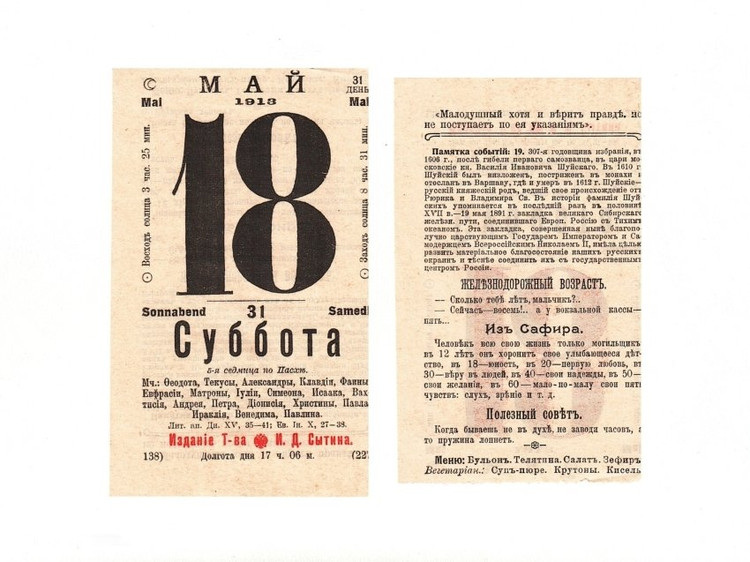 МАЙ
31
ДЕНЬ
Mai
1913
Mai
Восходъ солнца 3 час. 25 мин.
18
Заходъ солнца 8 час. 31 мин.
Sonnabend 31 Samedi
Суббота
5-я седмица по Пасхѣ.
Мч.: Ѳеодота, Текусы, Александры, Клавдіи, Фаины,
Евфрасіи, Матроны, Іуліи, Симеона, Исаака, Вах-
тисія, Андрея, Петра, Діонисія, Христины, Павла,
Ираклія, Венедима, Павлина.
Лит. ап. Дн. XV, 35—41; Ев. Ін. X, 27—38.
Изданіе Т-ва И. Д. Сытина.
138) Долгота дня 17 ч. 06 м. (227
«Малодушный хотя и вѣритъ правдѣ, но
не поступаетъ по ея указаніямъ».
Памятка событій: 19. 307-я годовщина избранія, въ
1606 г., послѣ гибели перваго самозванца, въ цари мо-
сковскіе кн. Василія Ивановича Шуйскаго. Въ 1610 г.
Шуйскій былъ низложенъ, постриженъ въ монахи и
отосланъ въ Варшаву, гдѣ и умеръ въ 1612 г. Шуйскіе—
русскій княжескій родъ, ведшій свое происхожденіе отъ
Рюрика и Владимира Св. Въ исторіи фамилія Шуй-
скихъ упоминается въ послѣдній разъ въ половинѣ
XVII в.—19 мая 1891 г. закладка великаго Сибирскаго
желѣзн. пути, соединившаго Европ. Россію съ Тихимъ
океаномъ. Эта закладка, совершенная нынѣ благопо-
лучно царствующимъ Государемъ Императоромъ и Са-
модержцемъ Всероссійскимъ Николаемъ II, имѣла цѣлью
развить матеріальное благосостояніе нашихъ русскихъ
окраинъ и тѣснѣе соединить ихъ съ государственнымъ
центромъ Россіи.
ЖЕЛѢЗНОДОРОЖНЫЙ ВОЗРАСТЪ.
— Сколько тебѣ лѣтъ, мальчикъ?..
— Сейчасъ—восемь!.. а у вокзальной кассы—
пять...
Изъ Сафира.
Человѣкъ всю свою жизнь только могильщикъ:
въ 12 лѣтъ онъ хоронитъ свое улыбающееся дѣт-
ство, въ 18—юность, въ 20—первую любовь, въ
30—вѣру въ людей, въ 40—свои надежды, въ 50—
свои желанія, въ 60—мало-по-малу свои пять
чувствъ: слухъ, зрѣніе и т. д.
Полезный совѣтъ.
Когда бываешь не въ духѣ, не заводи часовъ, а
то пружина лопнетъ.
Меню: Бульонъ. Телятина. Салатъ. Зефиръ.
Вегетаріан.: Супъ-пюре. Крутоны. Кисель.